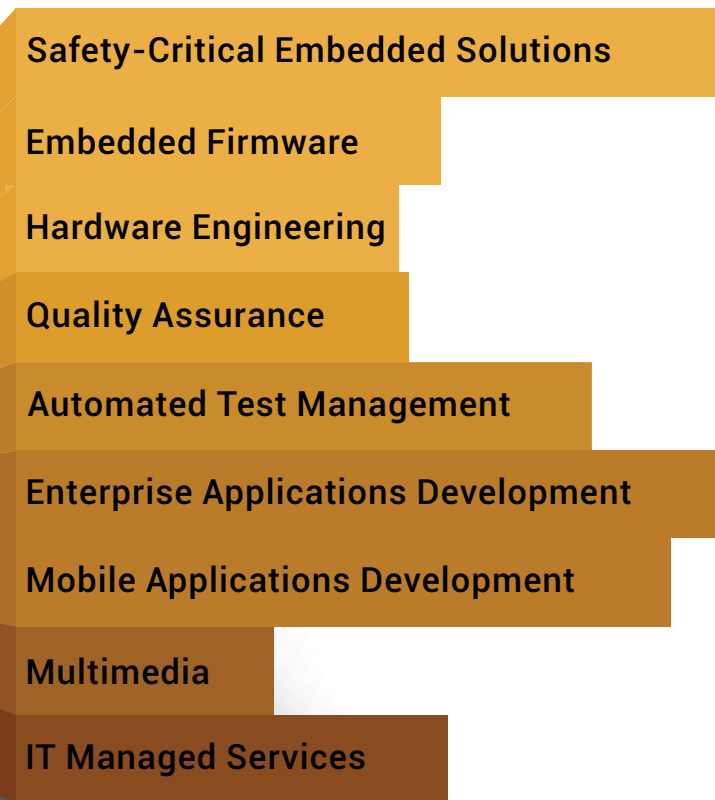 Safety-Critical Embedded Solutions
Embedded Firmware
Hardware Engineering
Quality Assurance
Automated Test Management
Enterprise Applications Development
Mobile Applications Development
Multimedia
IT Managed Services